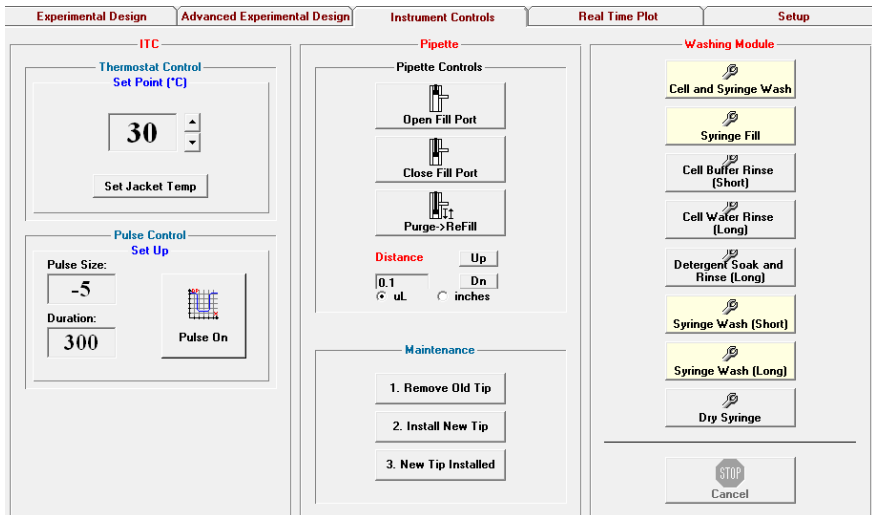 Experimental Design
Advanced Experimental Design
Instrument Controls
Real Time Plot
Setup
ITC
Thermostat Control
Set Point (°C)
30
Set Jacket Temp
Pulse Control
Set Up
Pulse Size:
-5
Duration:
300
Pulse On
Pipette
Pipette Controls
Open Fill Port
Close Fill Port
Purge->ReFill
Distance
Up
0.1
Dn
uL
inches
Maintenance
1. Remove Old Tip
2. Install New Tip
3. New Tip Installed
Washing Module
Cell and Syringe Wash
Syringe Fill
Cell Buffer Rinse
(Short)
Cell Water Rinse
(Long)
Detergent Soak and
Rinse (Long)
Syringe Wash (Short)
Syringe Wash (Long)
Dry Syringe
STOP
Cancel